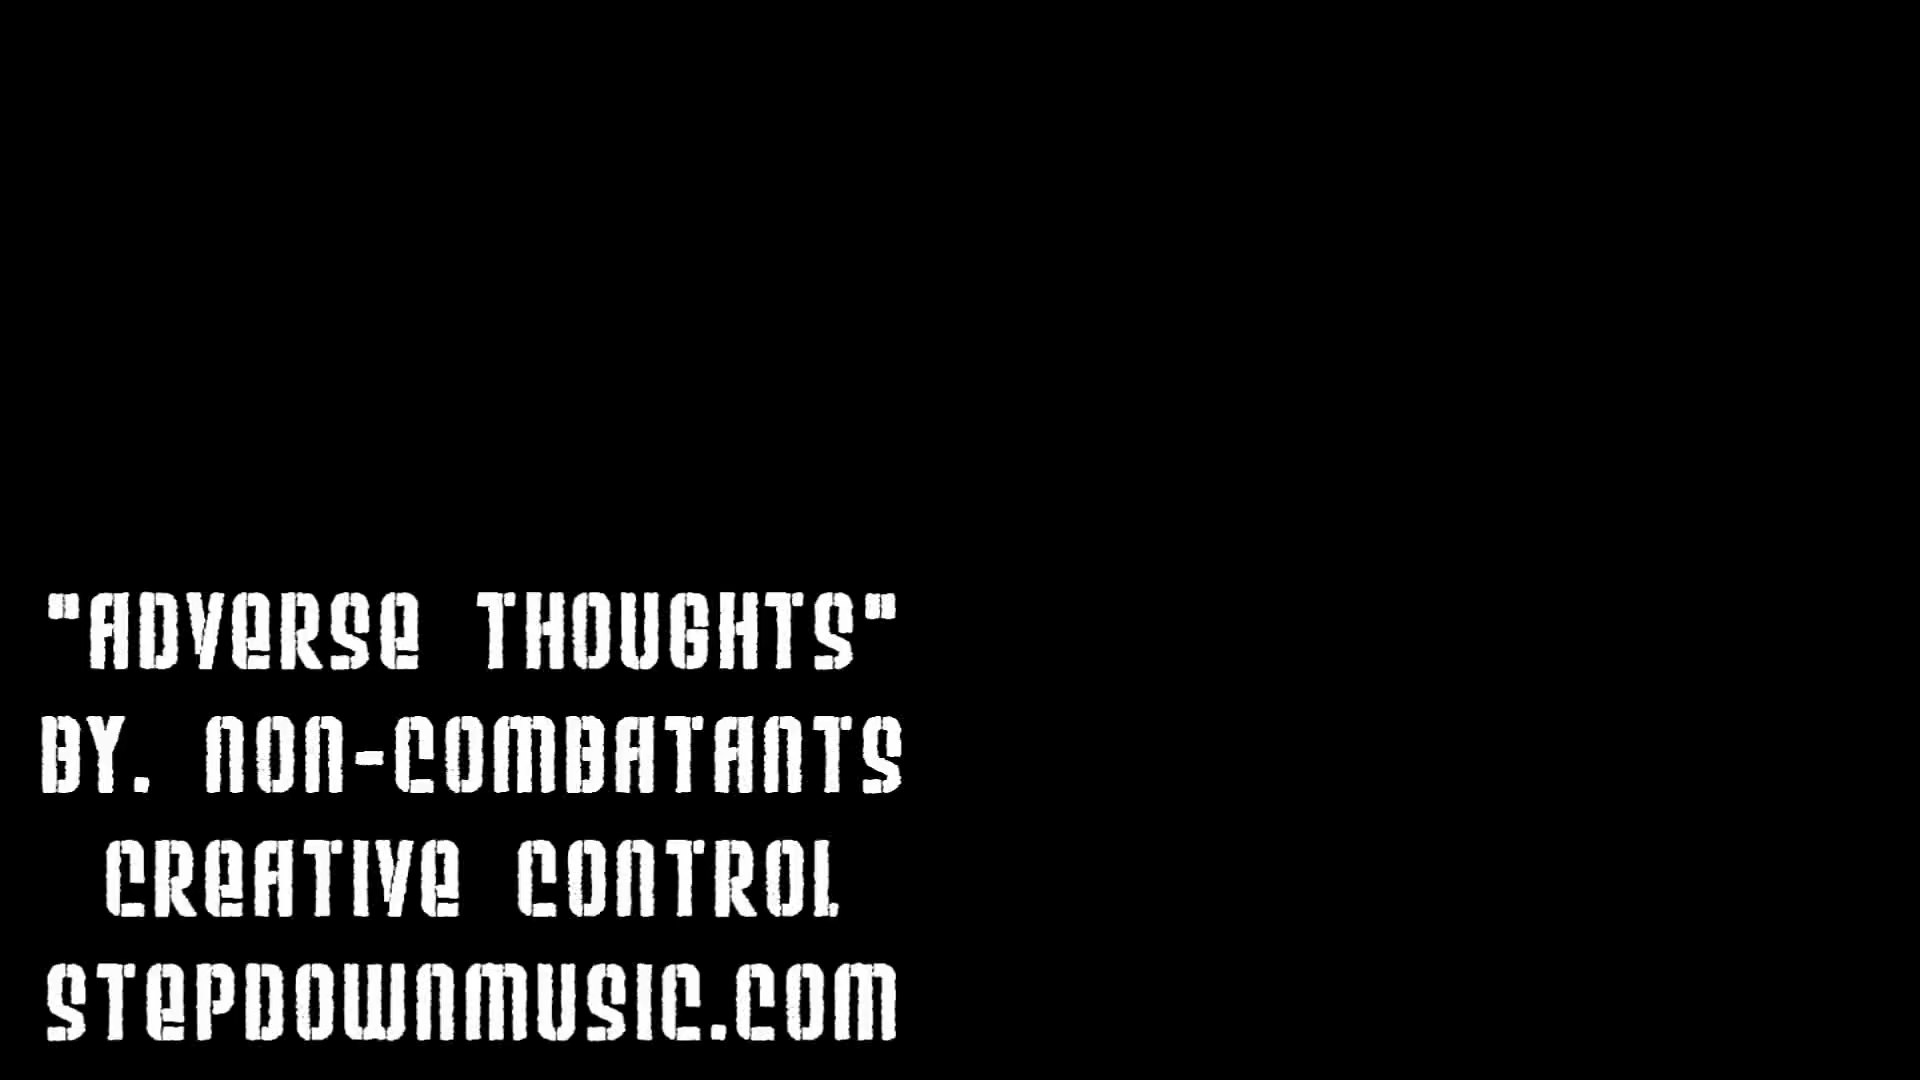 "ADVERSE THOUGHTS"
BY. NON-COMBATANTS
CREATIVE CONTROL
STEPDOWNMUSIC.COM